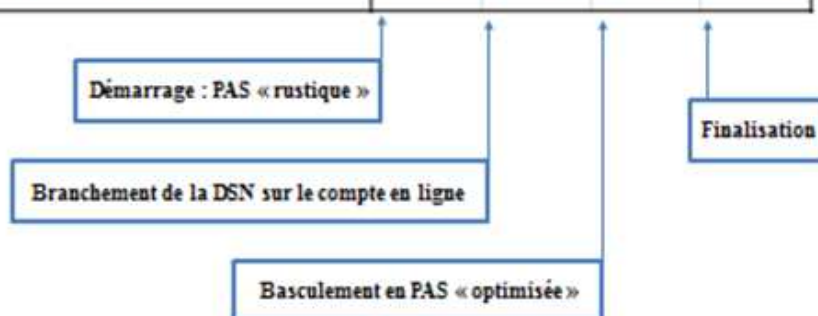 Démarrage : PAS « rustique »
Finalisation
Branchement de la DSN sur le compte en ligne
Basculement en PAS « optimisée »